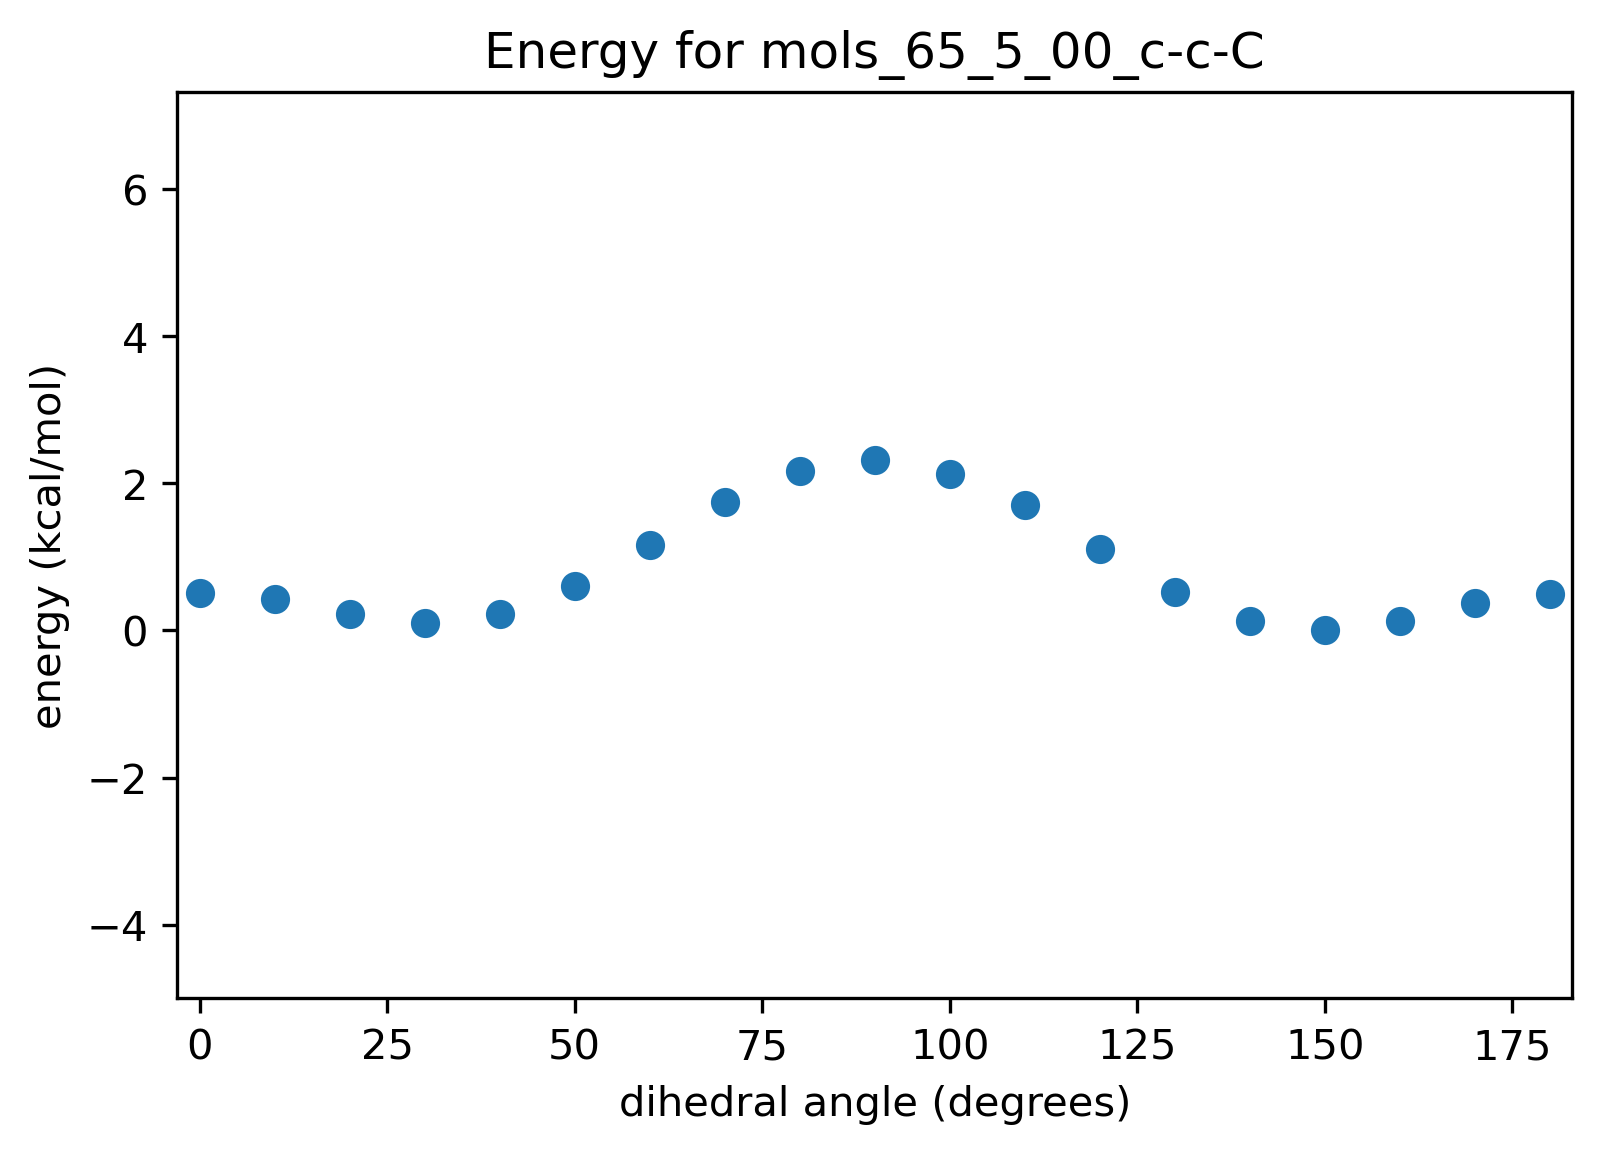 Energy for mols_65_5_00_c-c-C
energy (kcal/mol)
6
4
2
0
−2
−4
0 25 50 75 100 125 150 175
dihedral angle (degrees)